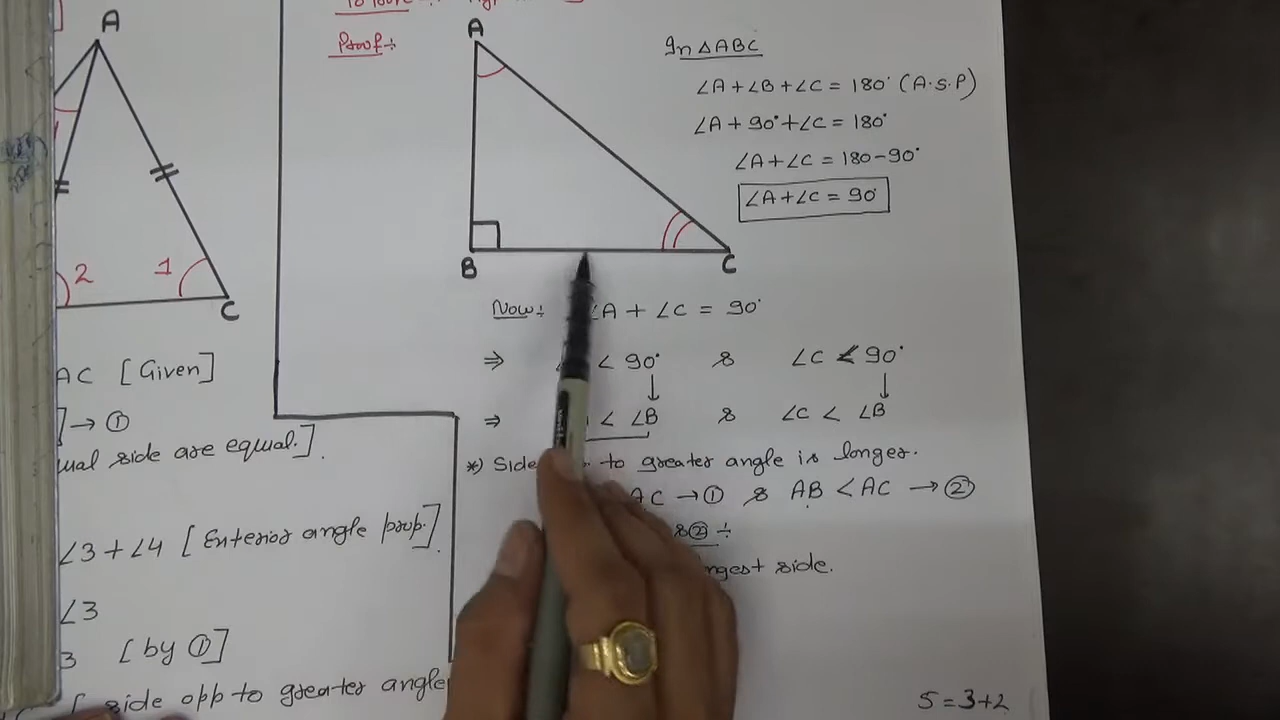 A
2
1
C
AC [Given]
] → ①
ual side are equal.].
∠3 + ∠4 [Exterior angle prop.]
∠3
3 [by ①]
[ side opp to greater angle
Proof÷
A
B
C
In △ABC
∠A + ∠B + ∠C = 180° (A.S.P)
∠A + 90° + ∠C = 180°
∠A + ∠C = 180 - 90°
∠A + ∠C = 90°
Now÷ ∠A + ∠C = 90°
⇒ < 90° & ∠C < 90°
⇒ < ∠B & ∠C < ∠B
*) Side to greater angle is longer.
AC → ① & AB < AC → ②
& ② ÷
ngest side.
5 = 3+2